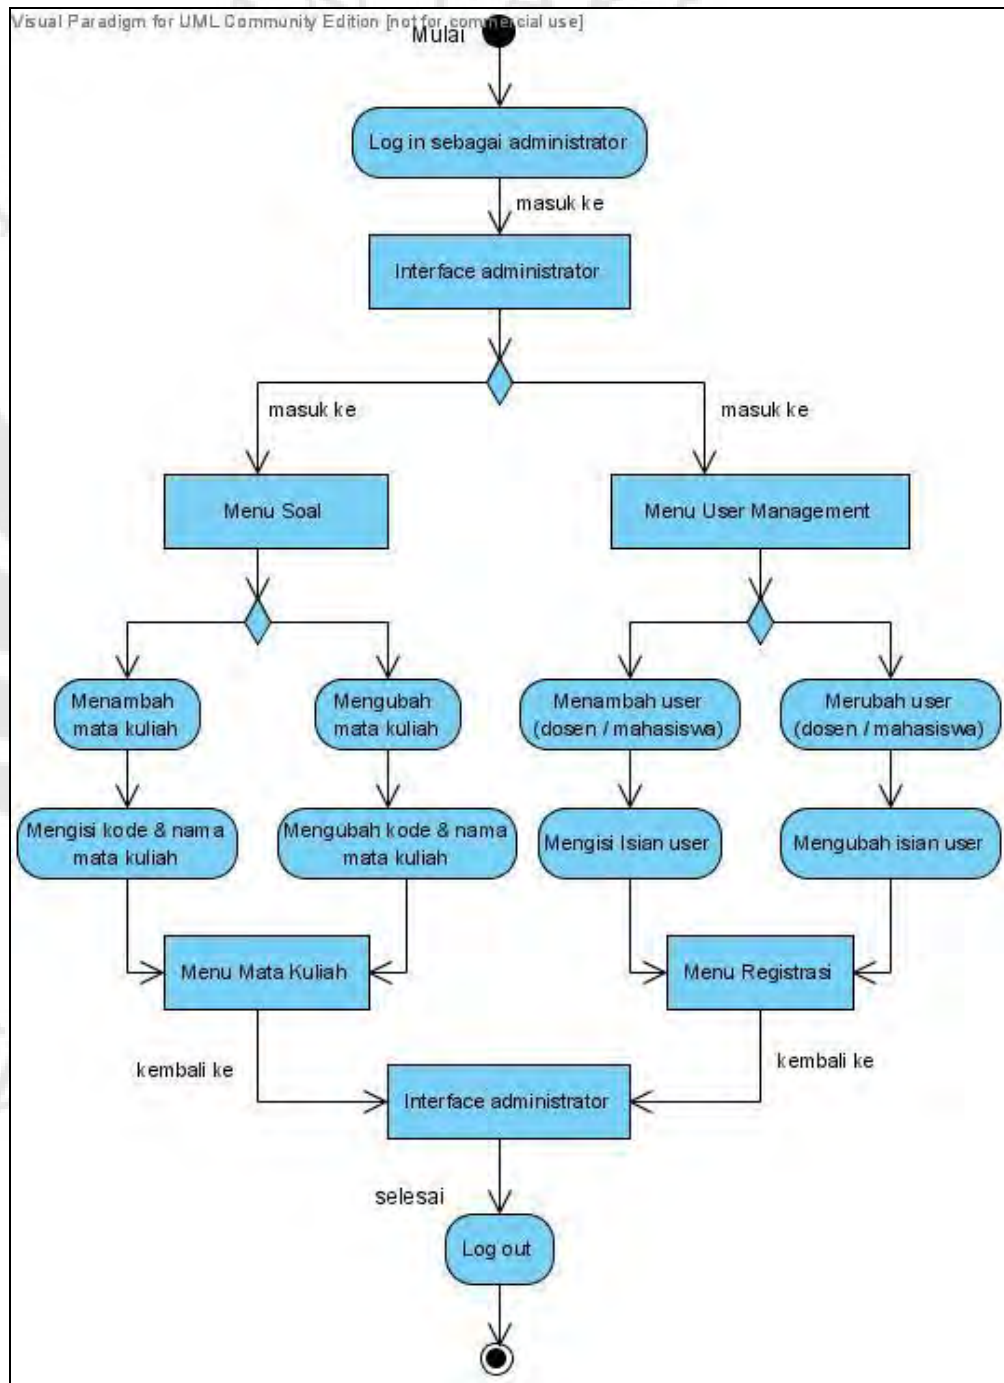 Visual Paradigm for UML Community Edition [not for commercial use]
Mulai
Log in sebagai administrator
masuk ke
Interface administrator
masuk ke
masuk ke
Menu Soal
Menu User Management
Menambah
mata kuliah
Mengubah
mata kuliah
Menambah user
(dosen / mahasiswa)
Merubah user
(dosen / mahasiswa)
Mengisi kode & nama
mata kuliah
Mengubah kode & nama
mata kuliah
Mengisi Isian user
Mengubah isian user
Menu Mata Kuliah
Menu Registrasi
kembali ke
kembali ke
Interface administrator
selesai
Log out